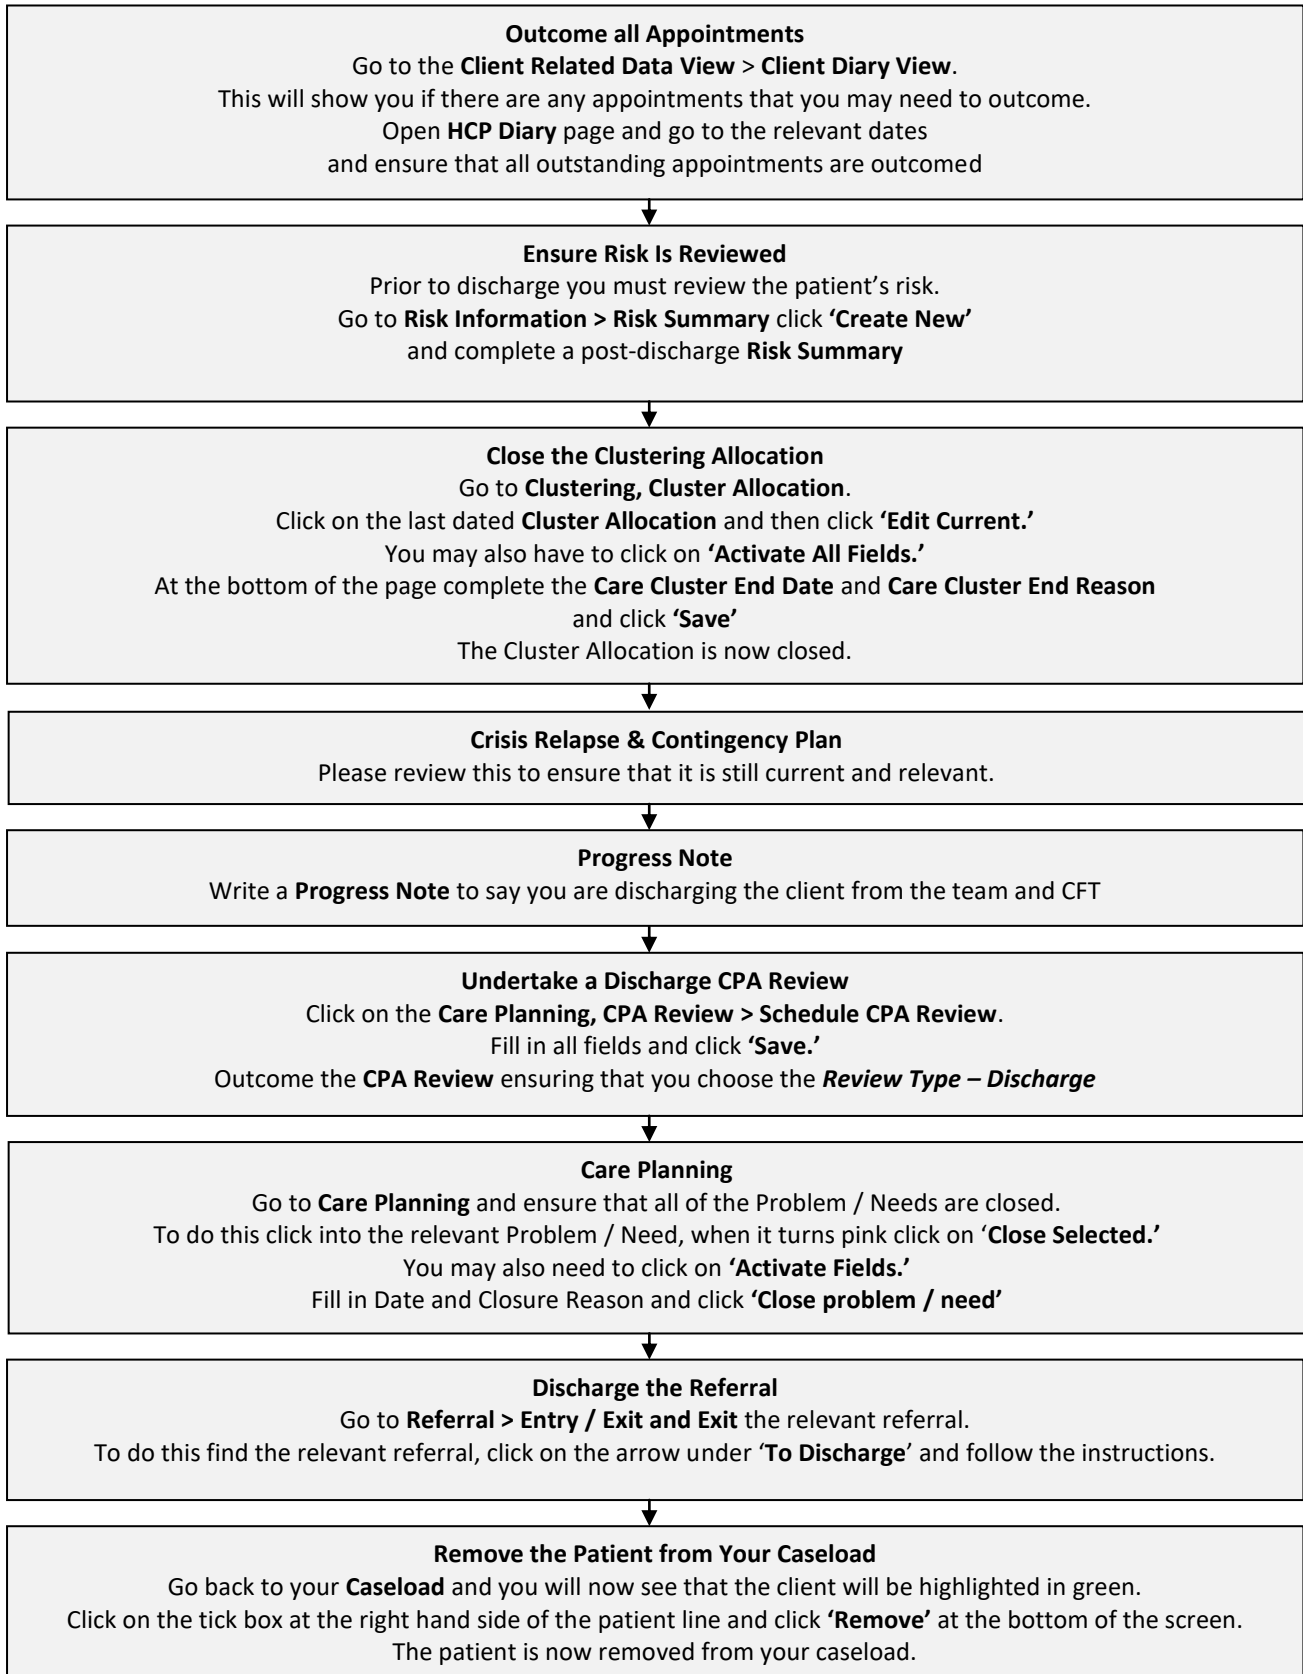 Outcome all Appointments
Go to the Client Related Data View > Client Diary View.
This will show you if there are any appointments that you may need to outcome.
Open HCP Diary page and go to the relevant dates
and ensure that all outstanding appointments are outcomed
Ensure Risk Is Reviewed
Prior to discharge you must review the patient’s risk.
Go to Risk Information > Risk Summary click ‘Create New’
and complete a post-discharge Risk Summary
Close the Clustering Allocation
Go to Clustering, Cluster Allocation.
Click on the last dated Cluster Allocation and then click ‘Edit Current.’
You may also have to click on ‘Activate All Fields.’
At the bottom of the page complete the Care Cluster End Date and Care Cluster End Reason
and click ‘Save’
The Cluster Allocation is now closed.
Crisis Relapse & Contingency Plan
Please review this to ensure that it is still current and relevant.
Progress Note
Write a Progress Note to say you are discharging the client from the team and CFT
Undertake a Discharge CPA Review
Click on the Care Planning, CPA Review > Schedule CPA Review.
Fill in all fields and click ‘Save.’
Outcome the CPA Review ensuring that you choose the Review Type – Discharge
Care Planning
Go to Care Planning and ensure that all of the Problem / Needs are closed.
To do this click into the relevant Problem / Need, when it turns pink click on ‘Close Selected.’
You may also need to click on ‘Activate Fields.’
Fill in Date and Closure Reason and click ‘Close problem / need’
Discharge the Referral
Go to Referral > Entry / Exit and Exit the relevant referral.
To do this find the relevant referral, click on the arrow under ‘To Discharge’ and follow the instructions.
Remove the Patient from Your Caseload
Go back to your Caseload and you will now see that the client will be highlighted in green.
Click on the tick box at the right hand side of the patient line and click ‘Remove’ at the bottom of the screen.
The patient is now removed from your caseload.